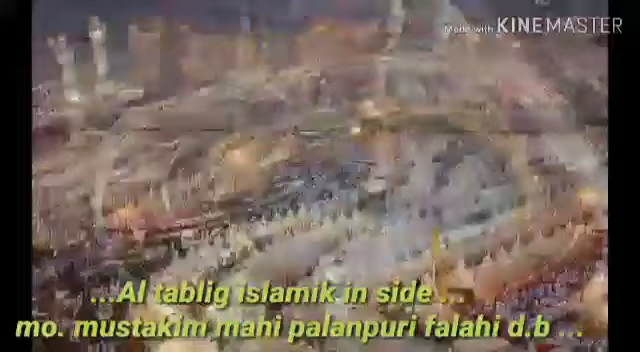 Made with KINEMASTER
...Al tablig islamik in side ...
mo. mustakim mahi palanpuri falahi d.b ...